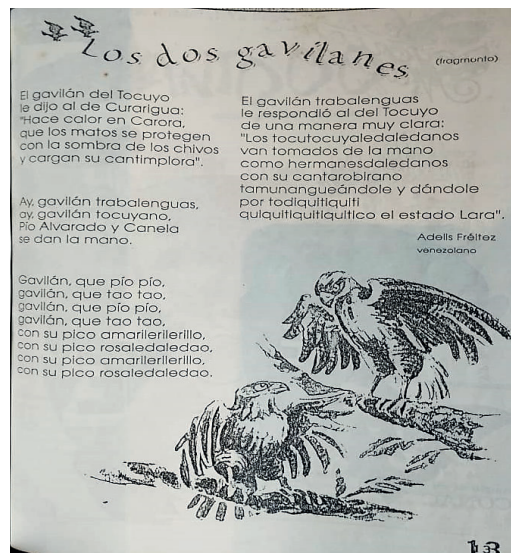 Los dos gavilanes
(fragmento)
El gavilán del Tocuyo
le dijo al de Curarigua:
"Hace calor en Carora,
que los matos se protegen
con la sombra de los chivos
y cargan su cantimplora".
Ay, gavilán trabalenguas,
ay, gavilán tocuyano,
Pío Alvarado y Canela
se dan la mano.
Gavilán, que pío pío,
gavilán, que tao tao,
gavilán, que pío pío,
gavilán, que tao tao,
con su pico amarilerilerillo,
con su pico rosaledaledao,
con su pico amarilerilerillo,
con su pico rosaledaledao.
El gavilán trabalenguas
le respondió al del Tocuyo
de una manera muy clara:
"Los tocutocuyaledaledanos
van tomados de la mano
como hermanesdaledanos
con su cantarobirano
tamunangueándole y dándole
por todiquitiquiti
quiquitiquitiquitico el estado Lara".
Adelis Fréitez
venezolano
13